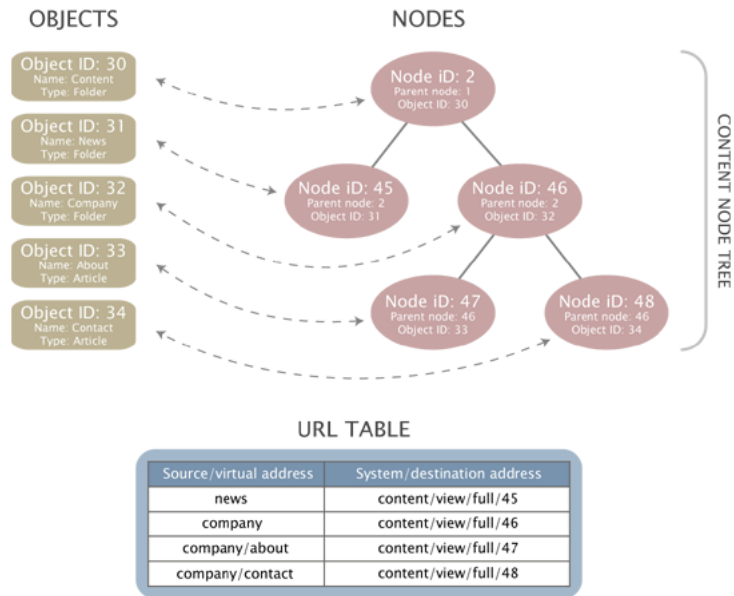 OBJECTS
NODES
Object ID: 30
Name: Content
Type: Folder
Object ID: 31
Name: News
Type: Folder
Object ID: 32
Name: Company
Type: Folder
Object ID: 33
Name: About
Type: Article
Object ID: 34
Name: Contact
Type: Article
Node iD: 2
Parent node: 1
Object ID: 30
Node iD: 45
Parent node: 2
Object ID: 31
Node iD: 46
Parent node: 2
Object ID: 32
Node iD: 47
Parent node: 46
Object ID: 33
Node iD: 48
Parent node: 46
Object ID: 34
CONTENT NODE TREE
URL TABLE
Source/virtual address System/destination address
news content/view/full/45
company content/view/full/46
company/about content/view/full/47
company/contact content/view/full/48